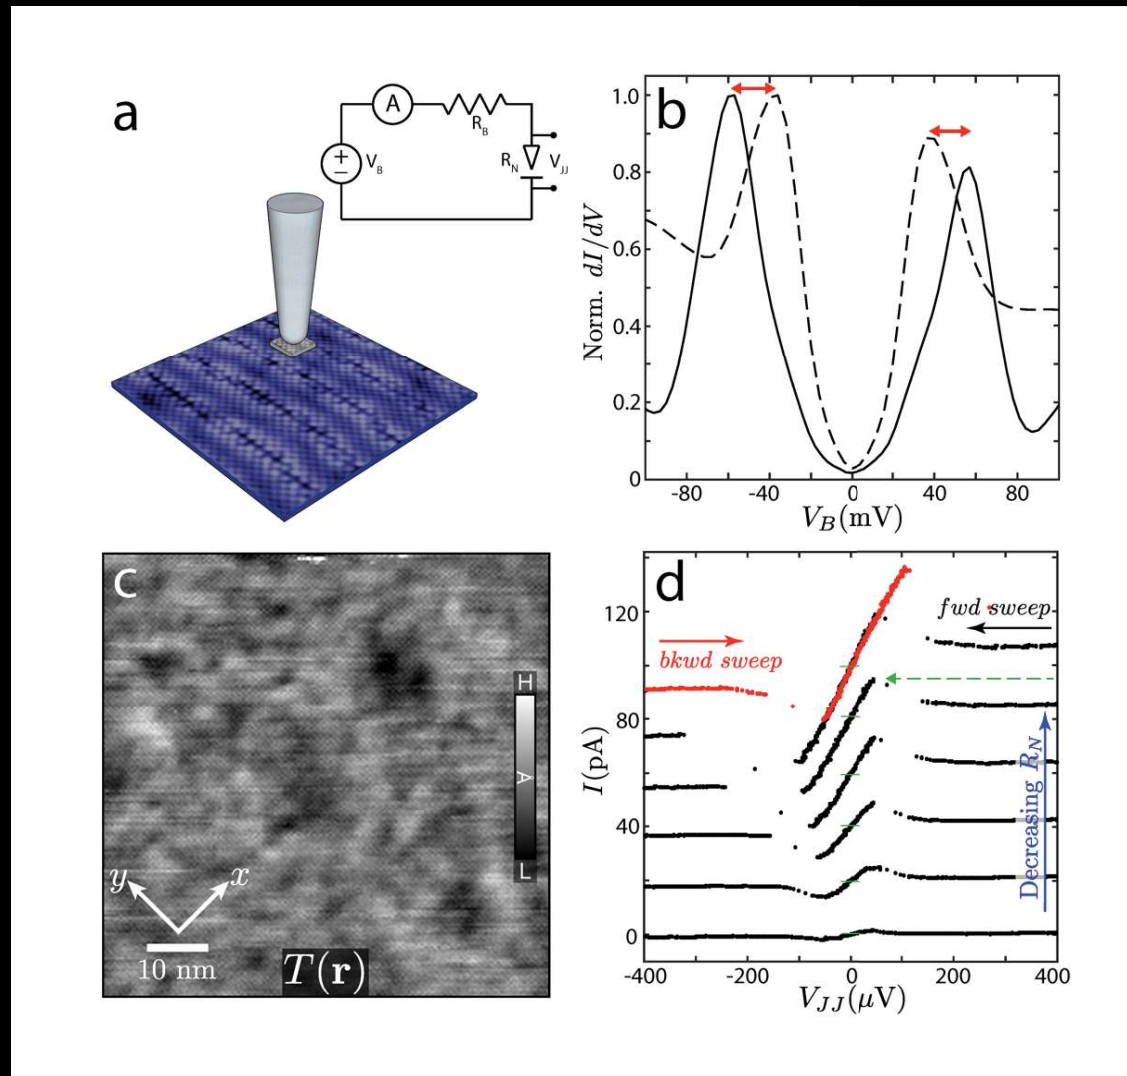 a
A
R_B
V_B
R_N
V_JJ
b
Norm. dI/dV
1.0
0.8
0.6
0.4
0.2
0
-80
-40
0
40
80
V_B(mV)
c
H
A
L
y
x
10 nm
T(r)
d
I(pA)
120
80
40
0
fwd sweep
bkwd sweep
Decreasing R_N
-400
-200
0
200
400
V_JJ(μV)